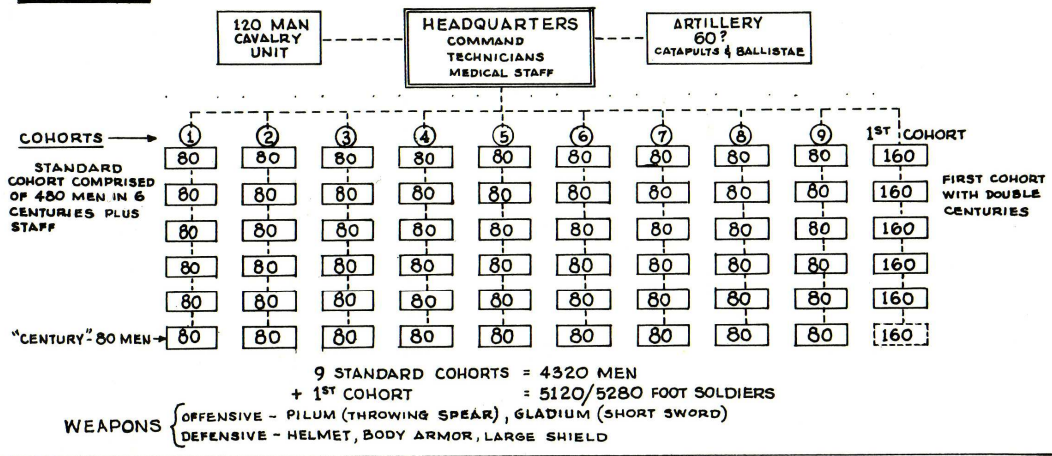 120 MAN
CAVALRY
UNIT
HEADQUARTERS
COMMAND
TECHNICIANS
MEDICAL STAFF
ARTILLERY
60?
CATAPULTS & BALLISTAE
COHORTS 1 2 3 4 5 6 7 8 9 1ST COHORT
80 80 80 80 80 80 80 80 80 160
STANDARD
COHORT COMPRISED
OF 480 MEN IN 6
CENTURIES PLUS
STAFF
80 80 80 80 80 80 80 80 80 160
FIRST COHORT
WITH DOUBLE
CENTURIES
80 80 80 80 80 80 80 80 80 160
80 80 80 80 80 80 80 80 80 160
80 80 80 80 80 80 80 80 80 160
"CENTURY"-80 MEN 80 80 80 80 80 80 80 80 80 160
9 STANDARD COHORTS = 4320 MEN
+ 1ST COHORT = 5120/5280 FOOT SOLDIERS
WEAPONS
OFFENSIVE - PILUM (THROWING SPEAR), GLADIUM (SHORT SWORD)
DEFENSIVE - HELMET, BODY ARMOR, LARGE SHIELD